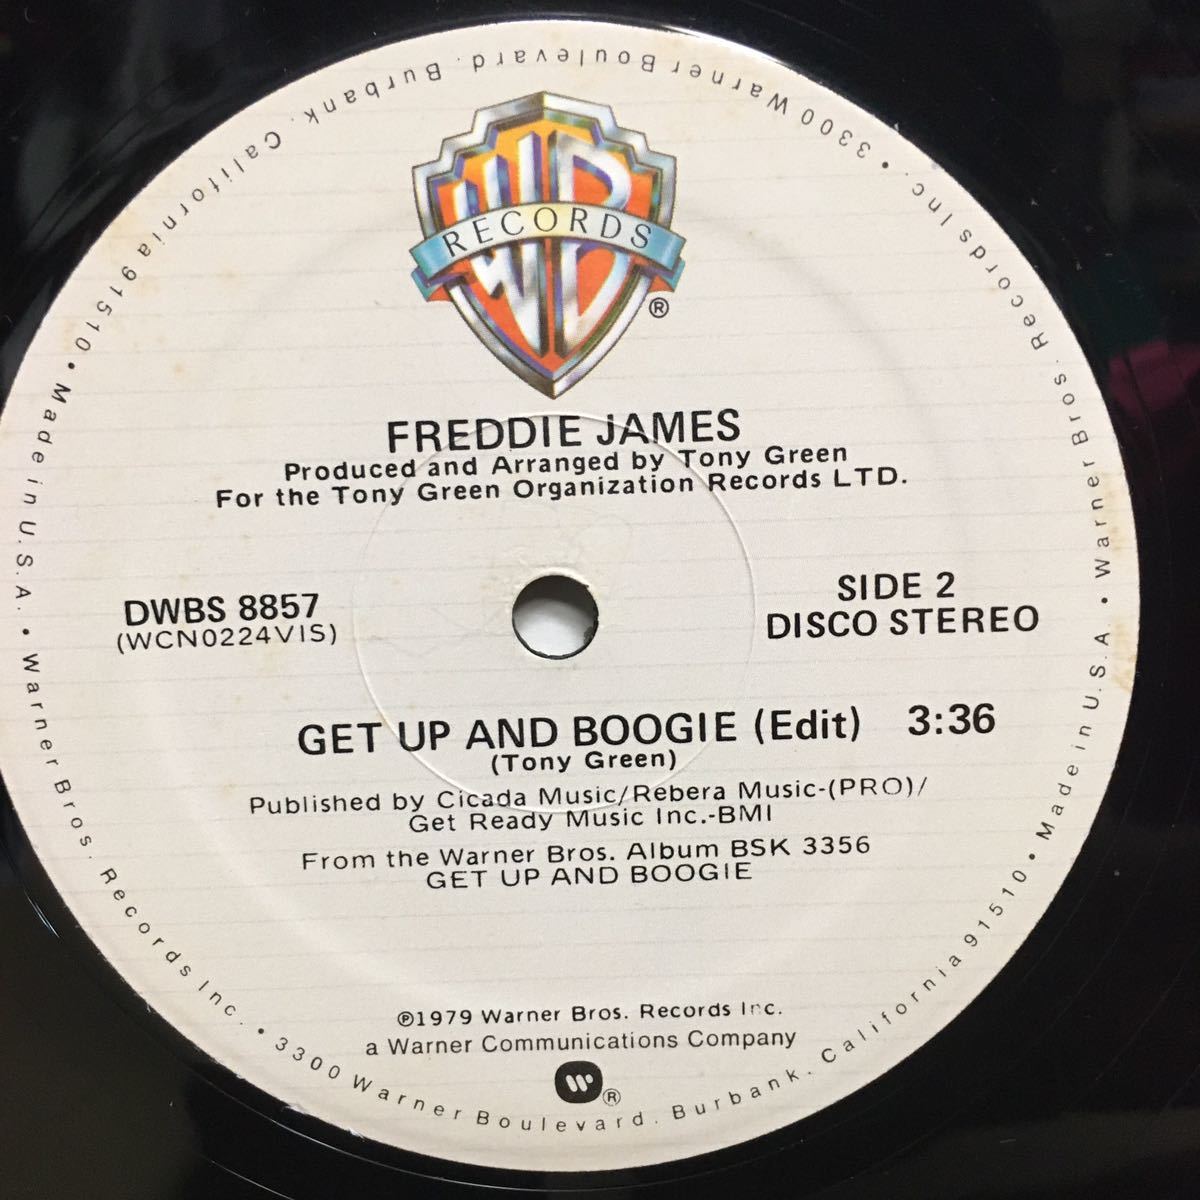 WB
RECORDS
®
FREDDIE JAMES
Produced and Arranged by Tony Green
For the Tony Green Organization Records LTD.
DWBS 8857
(WCN0224VIS)
SIDE 2
DISCO STEREO
GET UP AND BOOGIE (Edit) 3:36
(Tony Green)
Published by Cicada Music/Rebera Music-(PRO)/
Get Ready Music Inc.-BMI
From the Warner Bros. Album BSK 3356
GET UP AND BOOGIE
℗1979 Warner Bros. Records Inc.
a Warner Communications Company
®
Warner Bros. Records Inc. • 3300 Warner Boulevard. Burbank. California 91510 • Made in U.S.A. • Warner Bros. Records Inc. • 3300 Warner Boulevard. Burbank. California 91510 • Made in U.S.A •